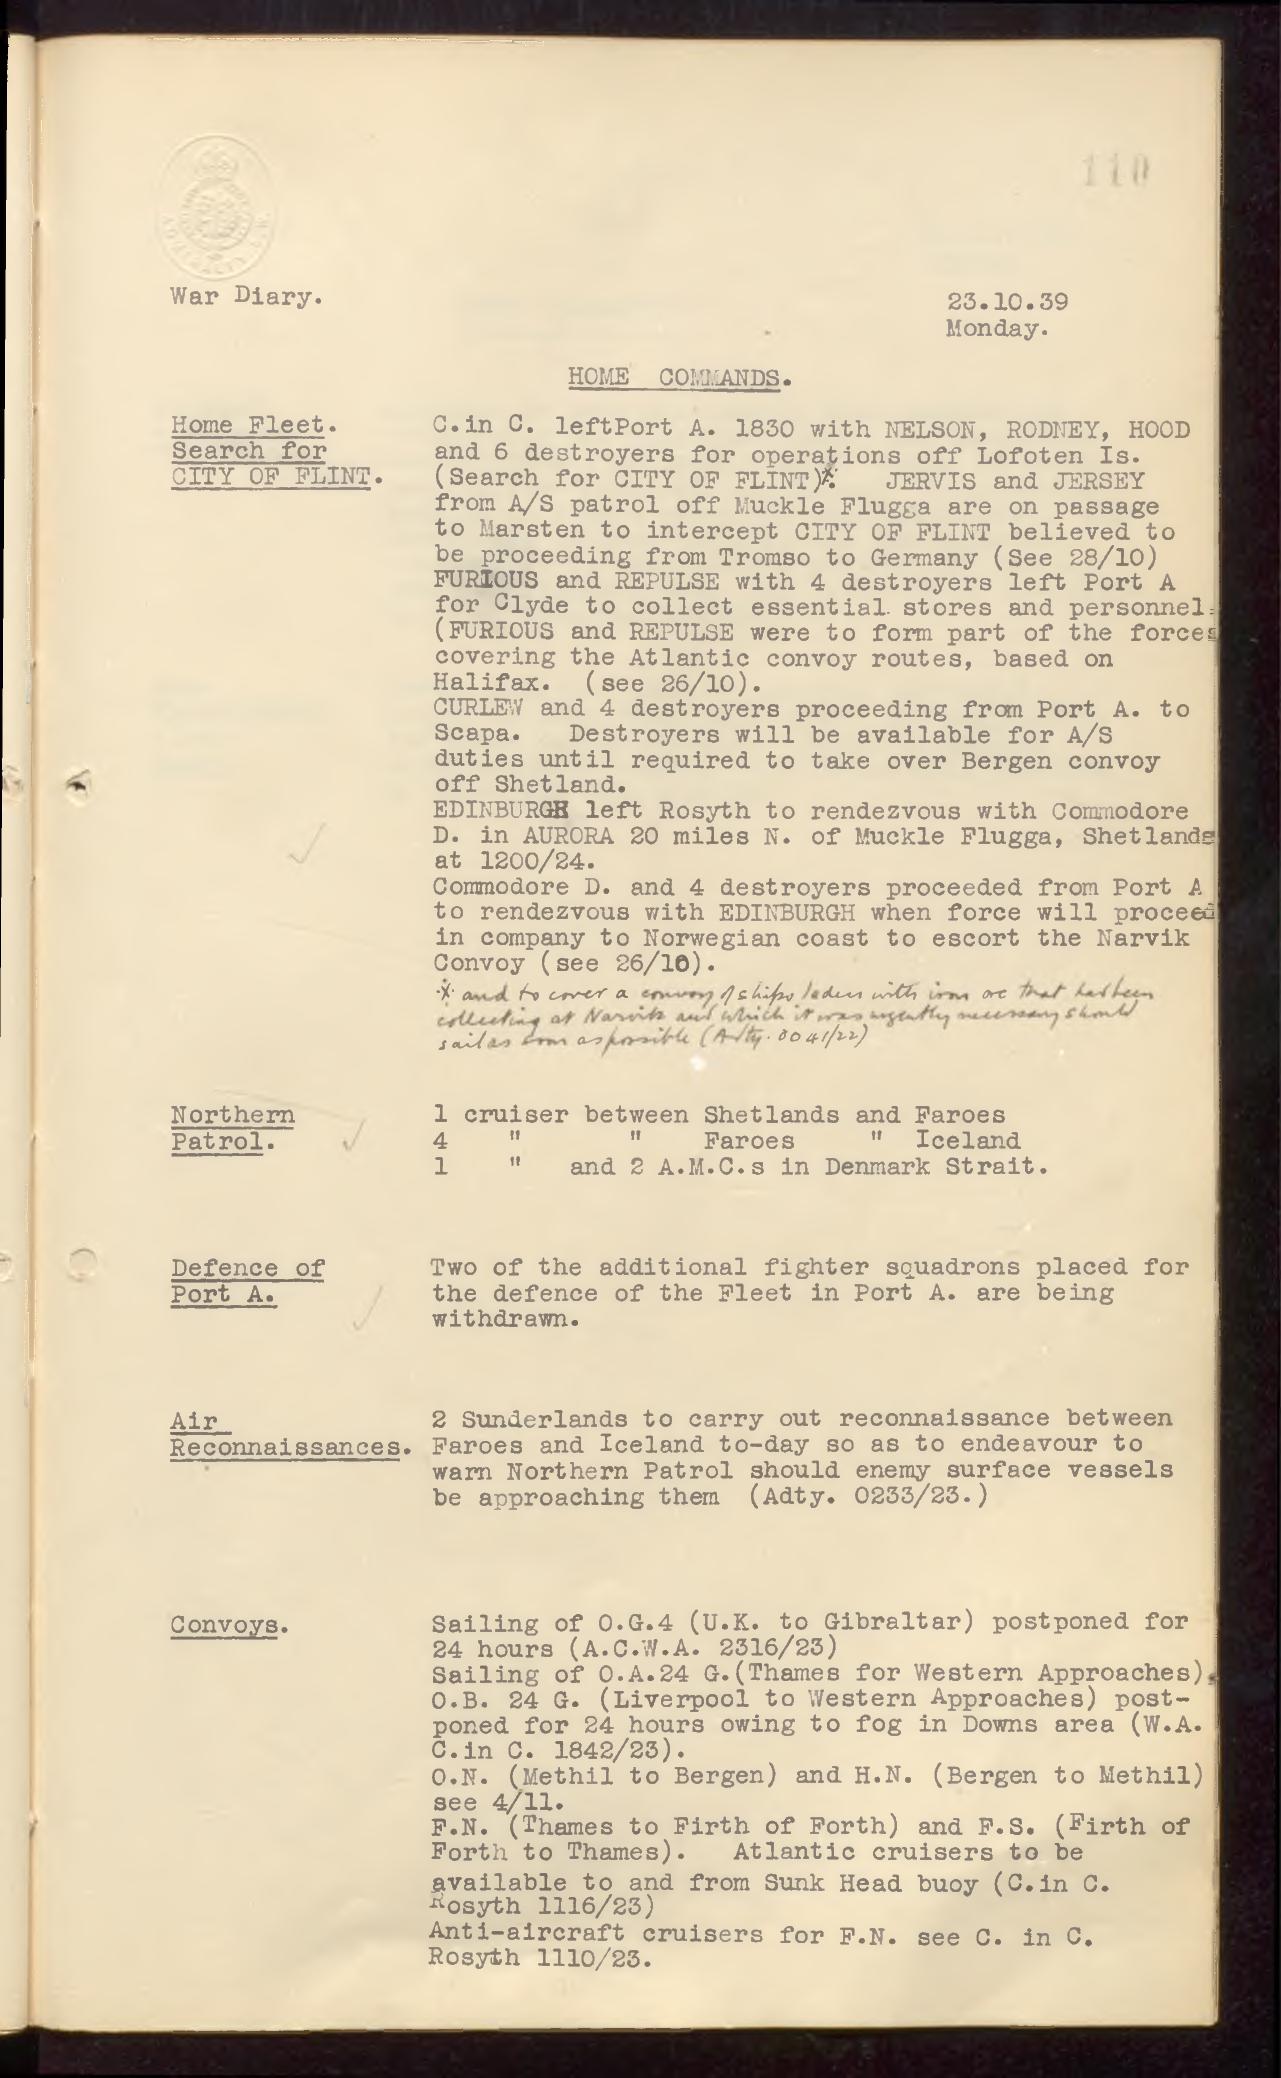 110
War Diary.
23.10.39
Monday.
HOME COMMANDS.
Home Fleet.
Search for
CITY OF FLINT.
C.in C. leftPort A. 1830 with NELSON, RODNEY, HOOD
and 6 destroyers for operations off Lofoten Is.
(Search for CITY OF FLINT)*. JERVIS and JERSEY
from A/S patrol off Muckle Flugga are on passage
to Marsten to intercept CITY OF FLINT believed to
be proceeding from Tromso to Germany (See 28/10)
FURIOUS and REPULSE with 4 destroyers left Port A
for Clyde to collect essential stores and personnel.
(FURIOUS and REPULSE were to form part of the forces
covering the Atlantic convoy routes, based on
Halifax. (see 26/10).
CURLEW and 4 destroyers proceeding from Port A. to
Scapa. Destroyers will be available for A/S
duties until required to take over Bergen convoy
off Shetland.
EDINBURGH left Rosyth to rendezvous with Commodore
D. in AURORA 20 miles N. of Muckle Flugga, Shetlands
at 1200/24.
Commodore D. and 4 destroyers proceeded from Port A
to rendezvous with EDINBURGH when force will proceed
in company to Norwegian coast to escort the Narvik
Convoy (see 26/10).
* and to cover a convoy of ships laden with iron ore that had been
collecting at Narvik and which it was urgently necessary should
sail as soon as possible (Adty. 0041/22)
Northern
Patrol.
1 cruiser between Shetlands and Faroes
4 " " Faroes " Iceland
1 " and 2 A.M.C.s in Denmark Strait.
Defence of
Port A.
Two of the additional fighter squadrons placed for
the defence of the Fleet in Port A. are being
withdrawn.
Air
Reconnaissances.
2 Sunderlands to carry out reconnaissance between
Faroes and Iceland to-day so as to endeavour to
warn Northern Patrol should enemy surface vessels
be approaching them (Adty. 0233/23.)
Convoys.
Sailing of O.G.4 (U.K. to Gibraltar) postponed for
24 hours (A.C.W.A. 2316/23)
Sailing of O.A.24 G.(Thames for Western Approaches),
O.B. 24 G. (Liverpool to Western Approaches) post-
poned for 24 hours owing to fog in Downs area (W.A.
C.in C. 1842/23).
O.N. (Methil to Bergen) and H.N. (Bergen to Methil)
see 4/11.
F.N. (Thames to Firth of Forth) and F.S. (Firth of
Forth to Thames). Atlantic cruisers to be
available to and from Sunk Head buoy (C.in C.
Rosyth 1116/23)
Anti-aircraft cruisers for F.N. see C. in C.
Rosyth 1110/23.